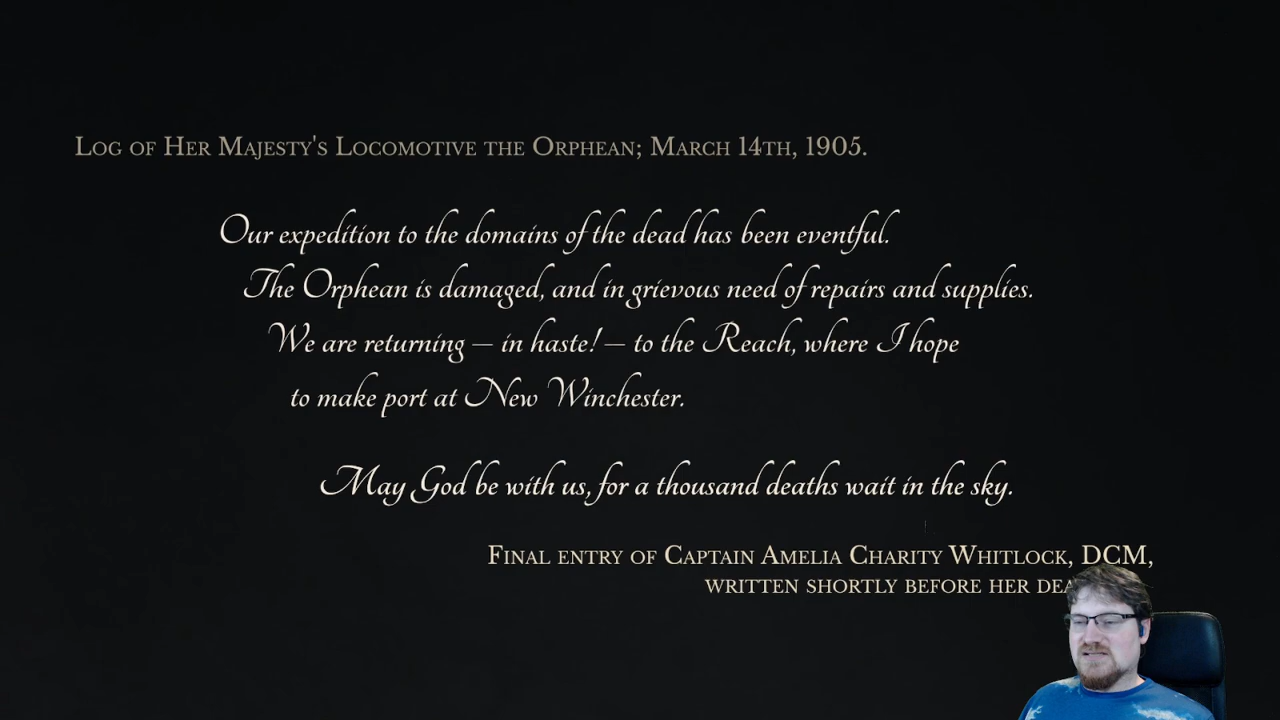 Log of Her Majesty's Locomotive the Orphean; March 14th, 1905.
Our expedition to the domains of the dead has been eventful.
The Orphean is damaged, and in grievous need of repairs and supplies.
We are returning – in haste! – to the Reach, where I hope
to make port at New Winchester.
May God be with us, for a thousand deaths wait in the sky.
Final entry of Captain Amelia Charity Whitlock, DCM,
written shortly before her